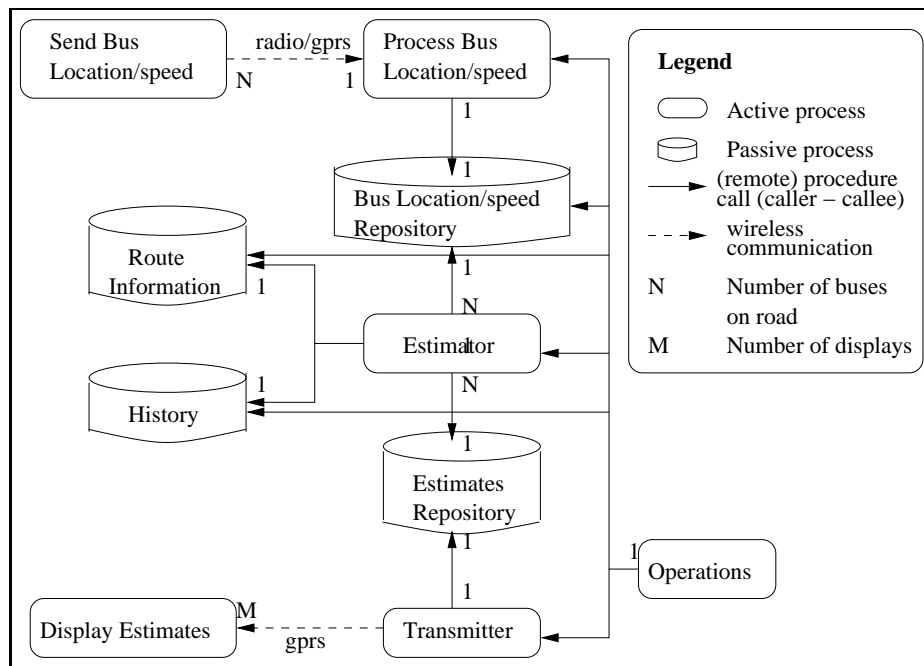 Send Bus
Location/speed
radio/gprs
N
1
Process Bus
Location/speed
1
1
Bus Location/speed
Repository
1
Route
Information
1
N
Estimator
1
N
1
History
1
Estimates
Repository
1
1
Transmitter
gprs
M
Display Estimates
1
Operations
Legend
Active process
Passive process
(remote) procedure
call (caller – callee)
wireless
communication
N Number of buses
on road
M Number of displays